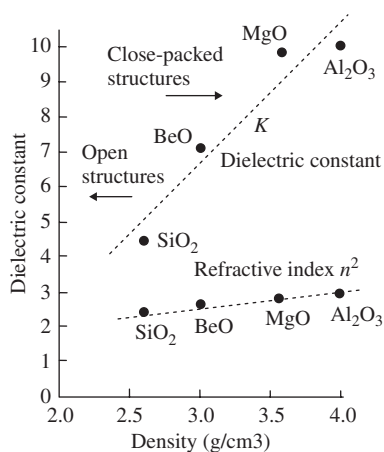 Dielectric constant
10
9
8
7
6
5
4
3
2
1
0
2.0 2.5 3.0 3.5 4.0
Density (g/cm3)
Close-packed
structures
MgO
Al₂O₃
K
BeO
Dielectric constant
Open
structures
SiO₂
Refractive index n²
SiO₂
BeO
MgO
Al₂O₃